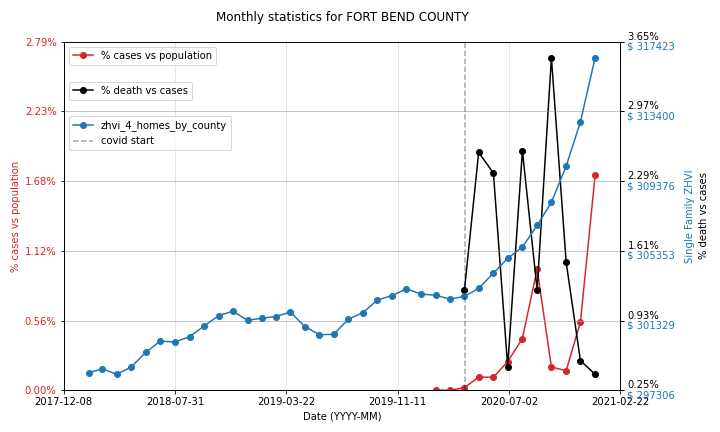 Monthly statistics for FORT BEND COUNTY
% cases vs population
% death vs cases
zhvi_4_homes_by_county
covid start
2.79%
2.23%
1.68%
1.12%
0.56%
0.00%
% cases vs population
3.65%
$ 317423
2.97%
$ 313400
2.29%
$ 309376
1.61%
$ 305353
0.93%
$ 301329
0.25%
$ 297306
Single Family ZHVI
% death vs cases
2017-12-08
2018-07-31
2019-03-22
2019-11-11
2020-07-02
2021-02-22
Date (YYYY-MM)